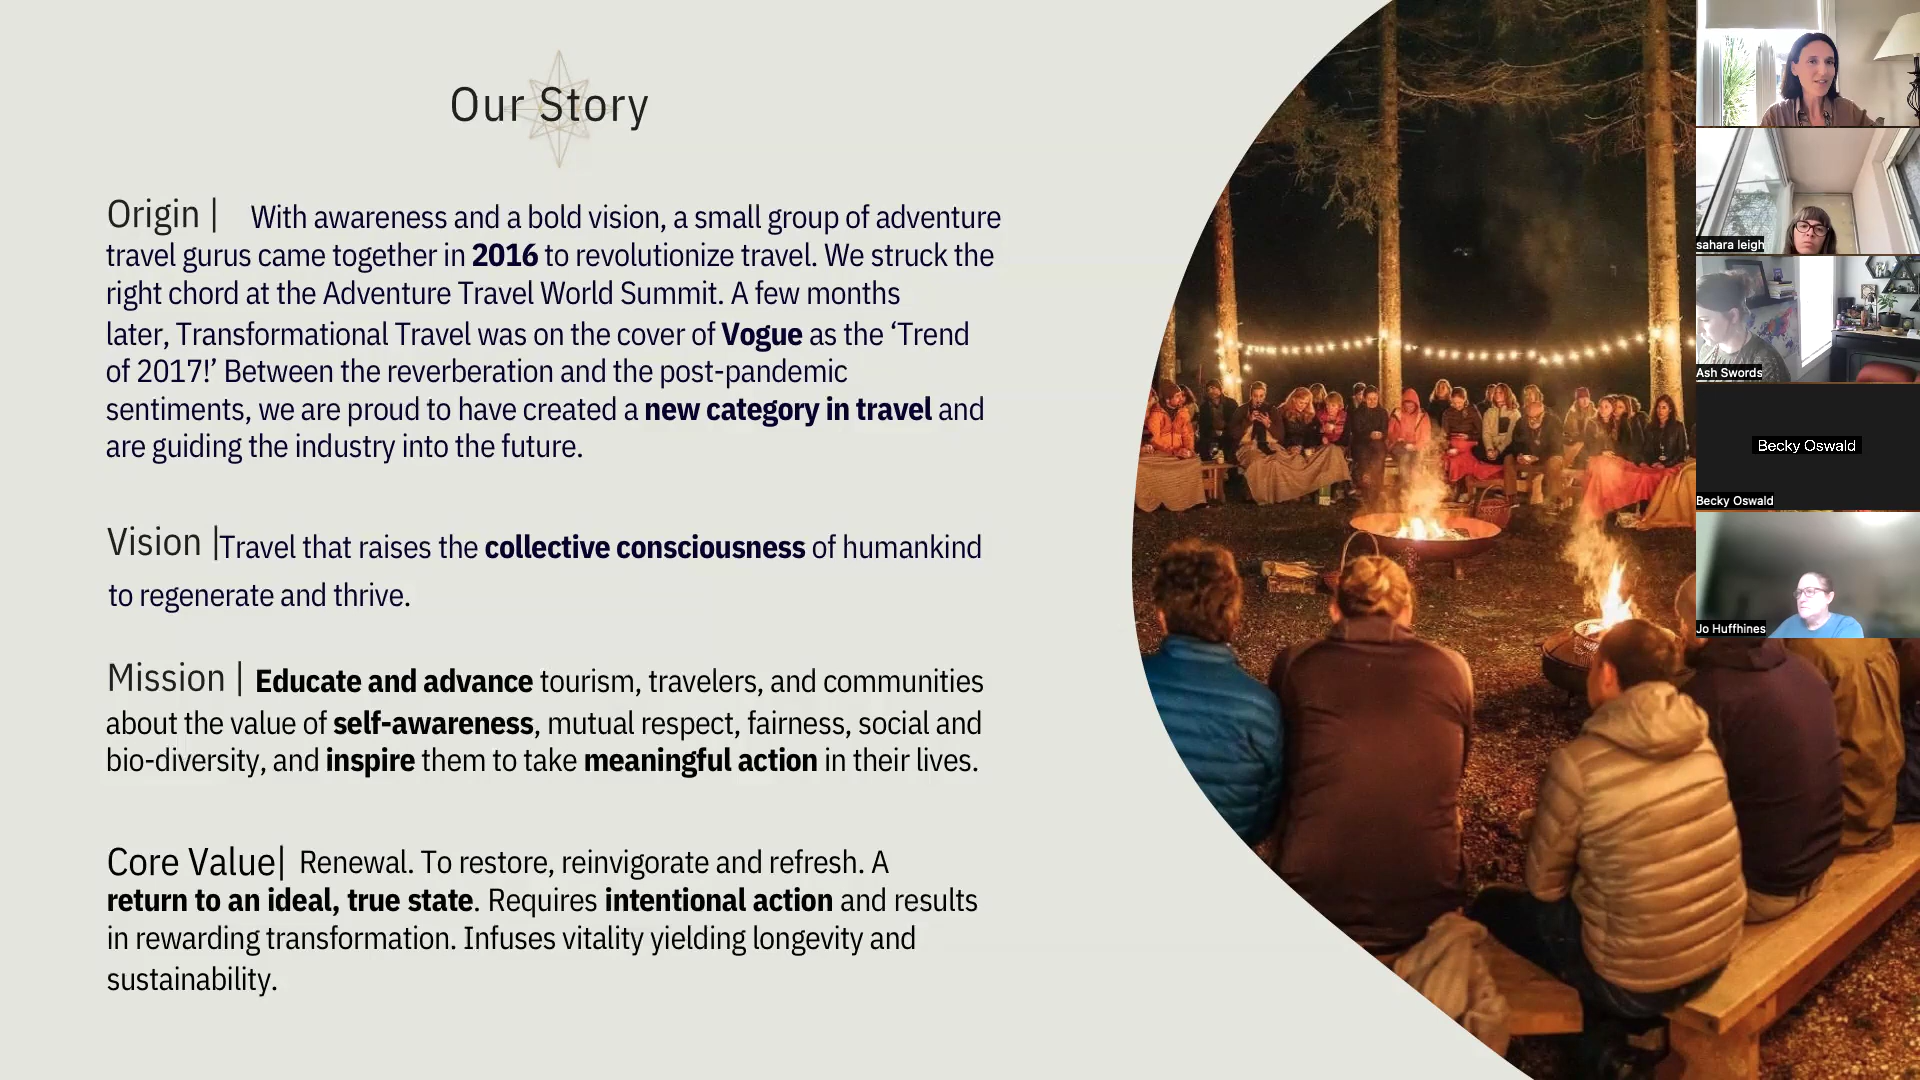 Our Story
Origin | With awareness and a bold vision, a small group of adventure
travel gurus came together in 2016 to revolutionize travel. We struck the
right chord at the Adventure Travel World Summit. A few months
later, Transformational Travel was on the cover of Vogue as the ‘Trend
of 2017!’ Between the reverberation and the post-pandemic
sentiments, we are proud to have created a new category in travel and
are guiding the industry into the future.
Vision |Travel that raises the collective consciousness of humankind
to regenerate and thrive.
Mission | Educate and advance tourism, travelers, and communities
about the value of self-awareness, mutual respect, fairness, social and
bio-diversity, and inspire them to take meaningful action in their lives.
Core Value| Renewal. To restore, reinvigorate and refresh. A
return to an ideal, true state. Requires intentional action and results
in rewarding transformation. Infuses vitality yielding longevity and
sustainability.
sahara leigh
Ash Swords
Becky Oswald
Becky Oswald
Jo Huffhines